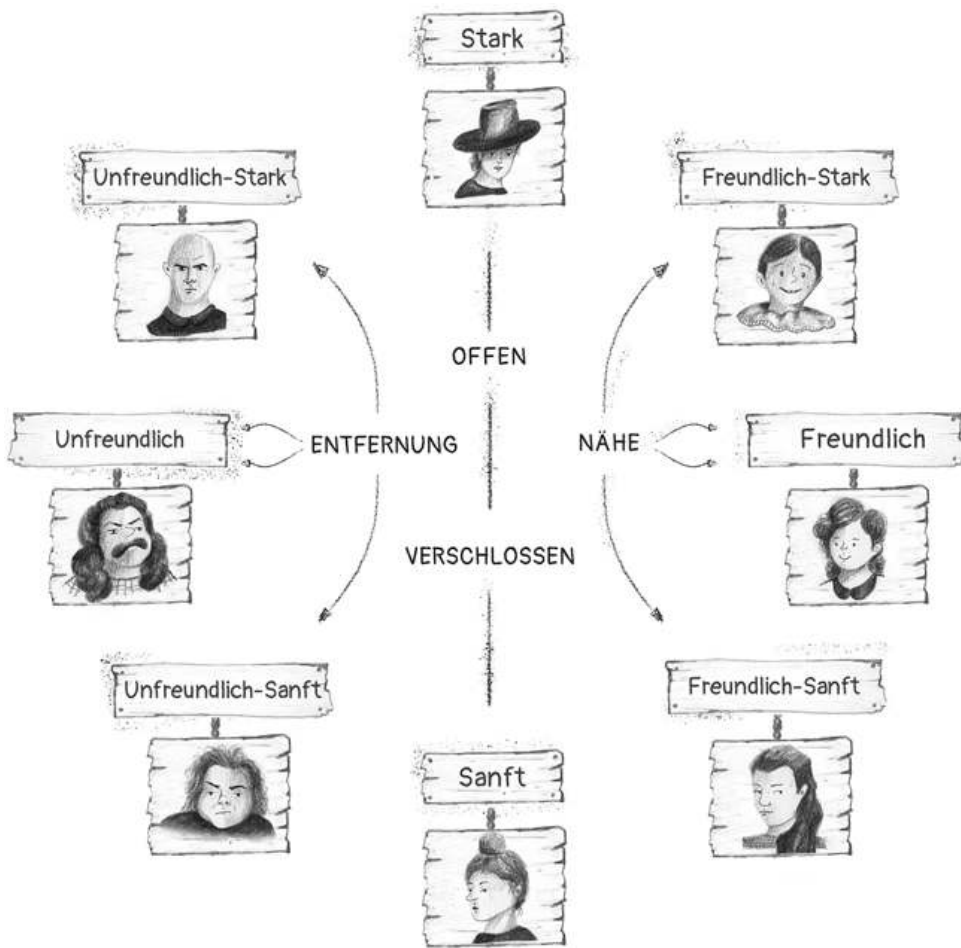 Stark
Unfreundlich-Stark
Freundlich-Stark
OFFEN
Unfreundlich
ENTFERNUNG
NÄHE
Freundlich
VERSCHLOSSEN
Unfreundlich-Sanft
Freundlich-Sanft
Sanft